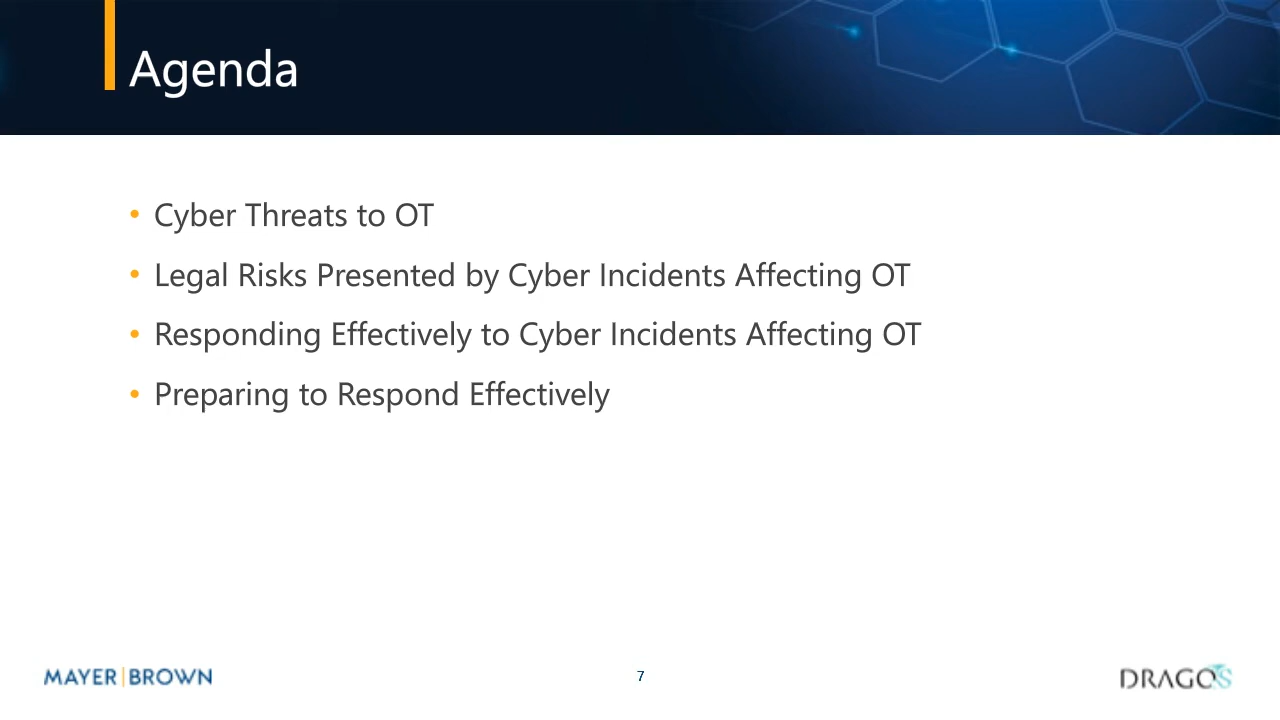 Agenda
• Cyber Threats to OT
• Legal Risks Presented by Cyber Incidents Affecting OT
• Responding Effectively to Cyber Incidents Affecting OT
• Preparing to Respond Effectively
MAYER|BROWN
7
DRAGOS